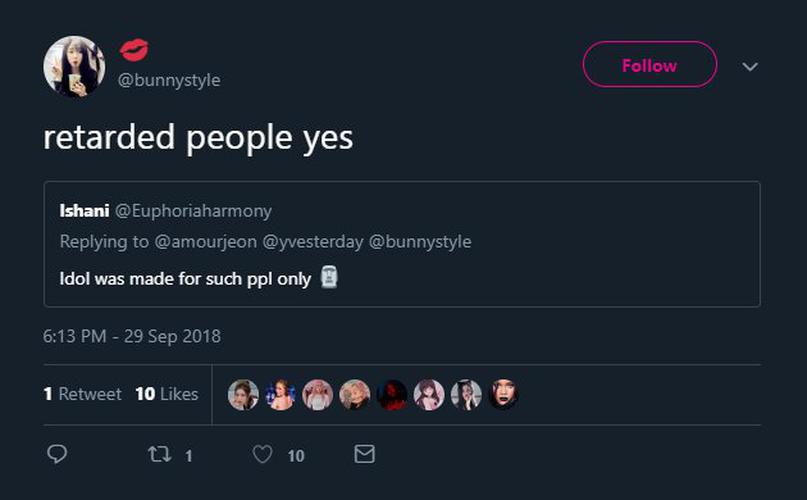 @bunnystyle
Follow
retarded people yes
Ishani @Euphoriaharmony
Replying to @amourjeon @yvesterday @bunnystyle
Idol was made for such ppl only 🗿
6:13 PM - 29 Sep 2018
1 Retweet 10 Likes
1 10